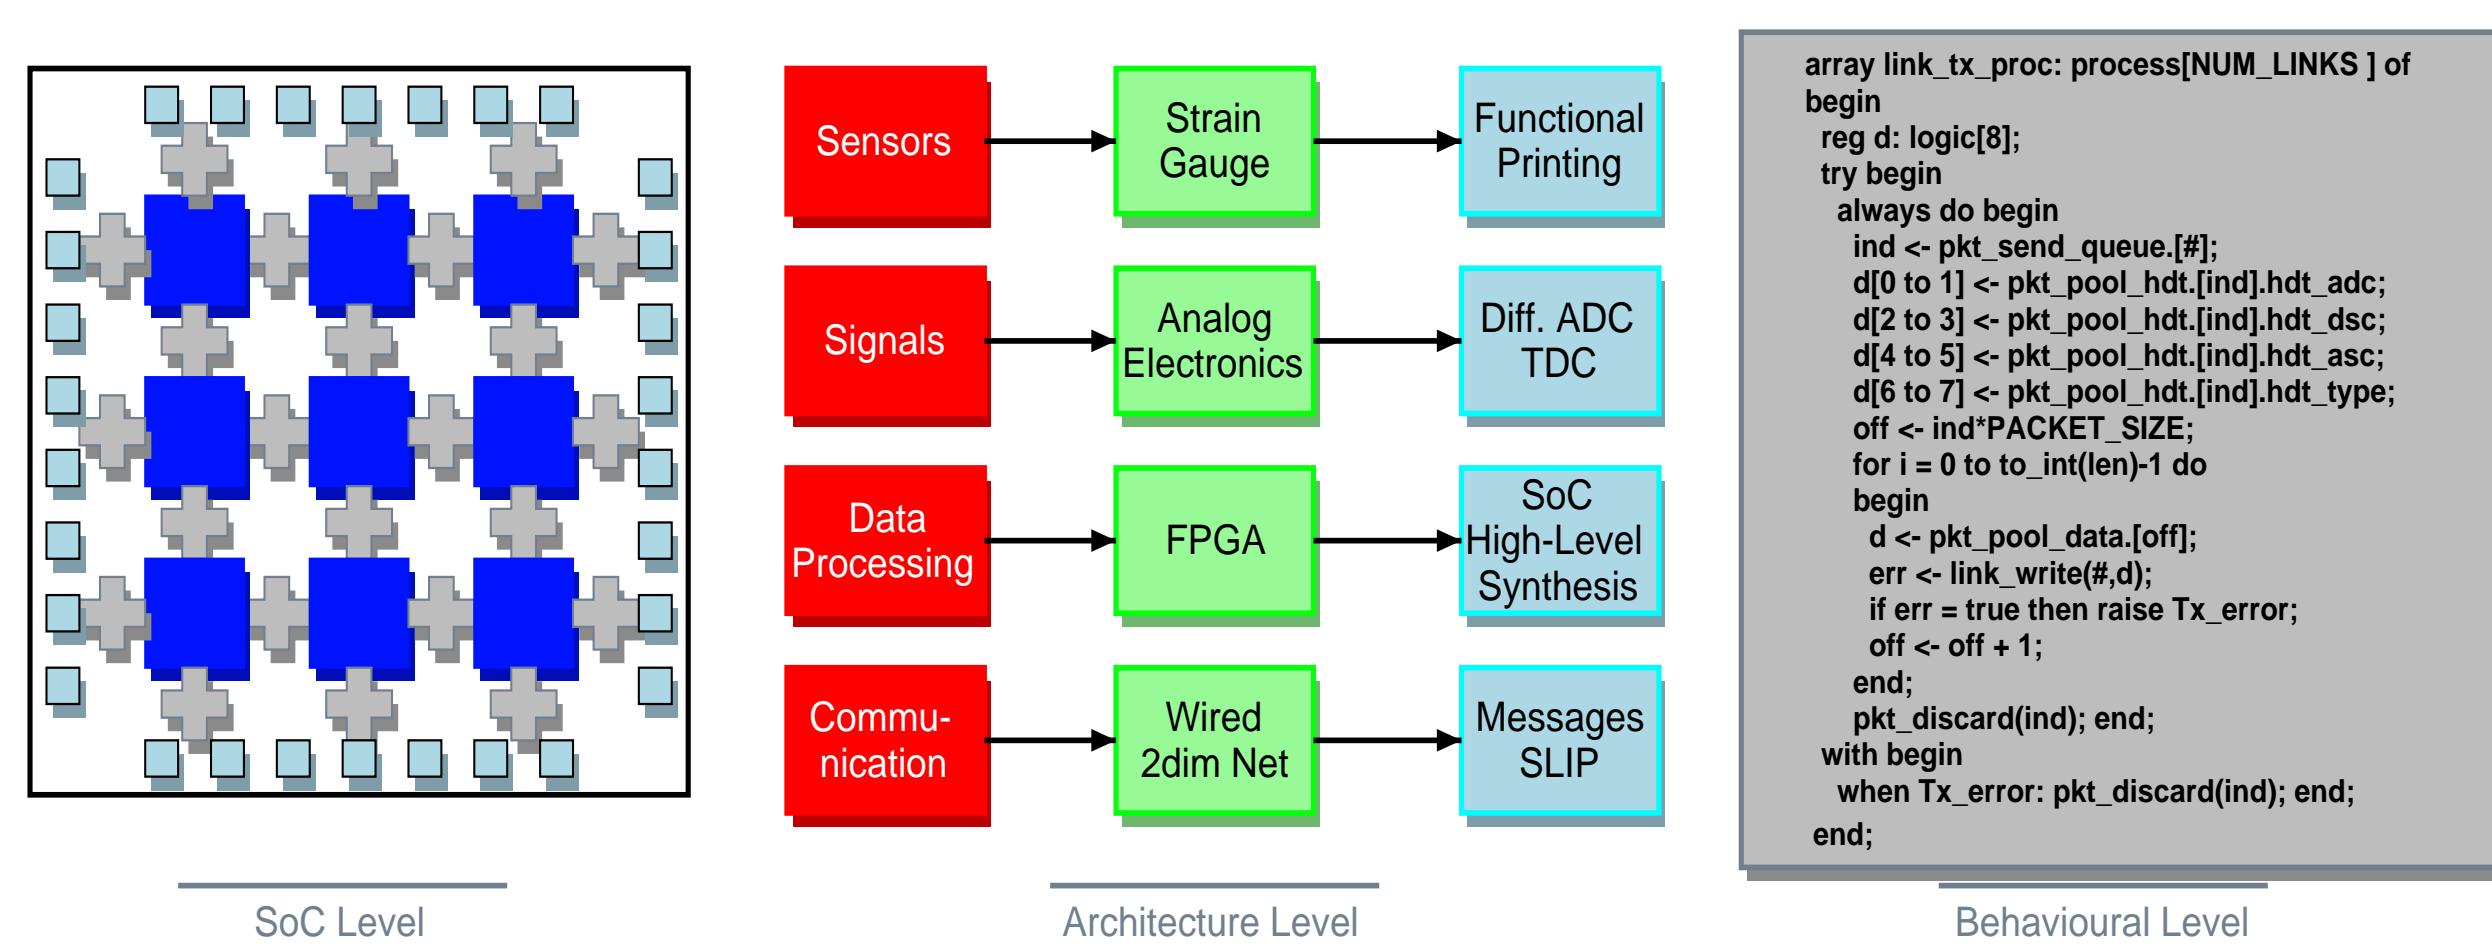 Sensors
Strain
Gauge
Functional
Printing
Signals
Analog
Electronics
Diff. ADC
TDC
Data
Processing
FPGA
SoC
High-Level
Synthesis
Commu-
nication
Wired
2dim Net
Messages
SLIP
array link_tx_proc: process[NUM_LINKS ] of
begin
reg d: logic[8];
try begin
always do begin
ind <- pkt_send_queue.[#];
d[0 to 1] <- pkt_pool_hdt.[ind].hdt_adc;
d[2 to 3] <- pkt_pool_hdt.[ind].hdt_dsc;
d[4 to 5] <- pkt_pool_hdt.[ind].hdt_asc;
d[6 to 7] <- pkt_pool_hdt.[ind].hdt_type;
off <- ind*PACKET_SIZE;
for i = 0 to to_int(len)-1 do
begin
d <- pkt_pool_data.[off];
err <- link_write(#,d);
if err = true then raise Tx_error;
off <- off + 1;
end;
pkt_discard(ind); end;
with begin
when Tx_error: pkt_discard(ind); end;
end;
SoC Level
Architecture Level
Behavioural Level